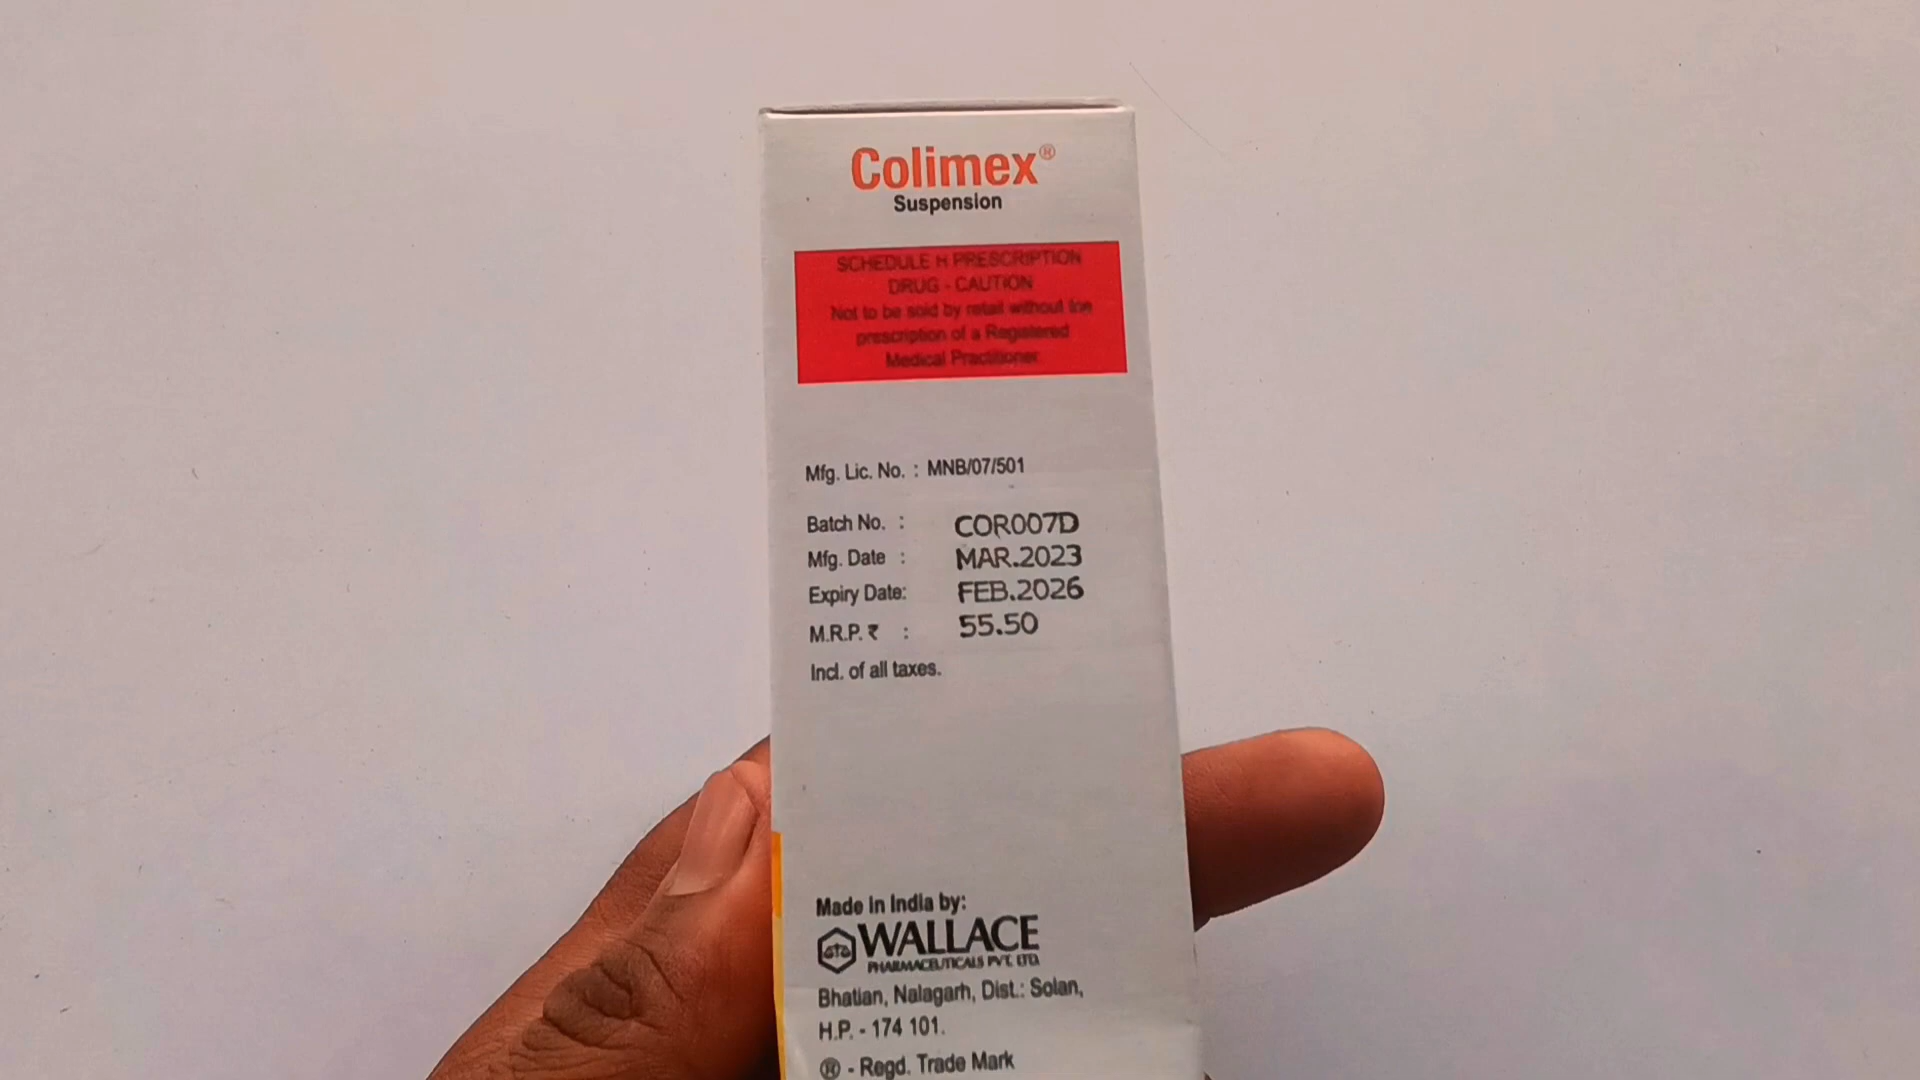 Colimex®
Suspension
SCHEDULE H PRESCRIPTION
DRUG - CAUTION
Not to be sold by retail without the
prescription of a Registered
Medical Practitioner
Mfg. Lic. No. : MNB/07/501
Batch No. : COR007D
Mfg. Date : MAR.2023
Expiry Date: FEB.2026
M.R.P. ₹ : 55.50
Incl. of all taxes.
Made in India by:
WALLACE
PHARMACEUTICALS PVT. LTD.
Bhatian, Nalagarh, Dist.: Solan,
H.P. - 174 101.
® - Regd. Trade Mark